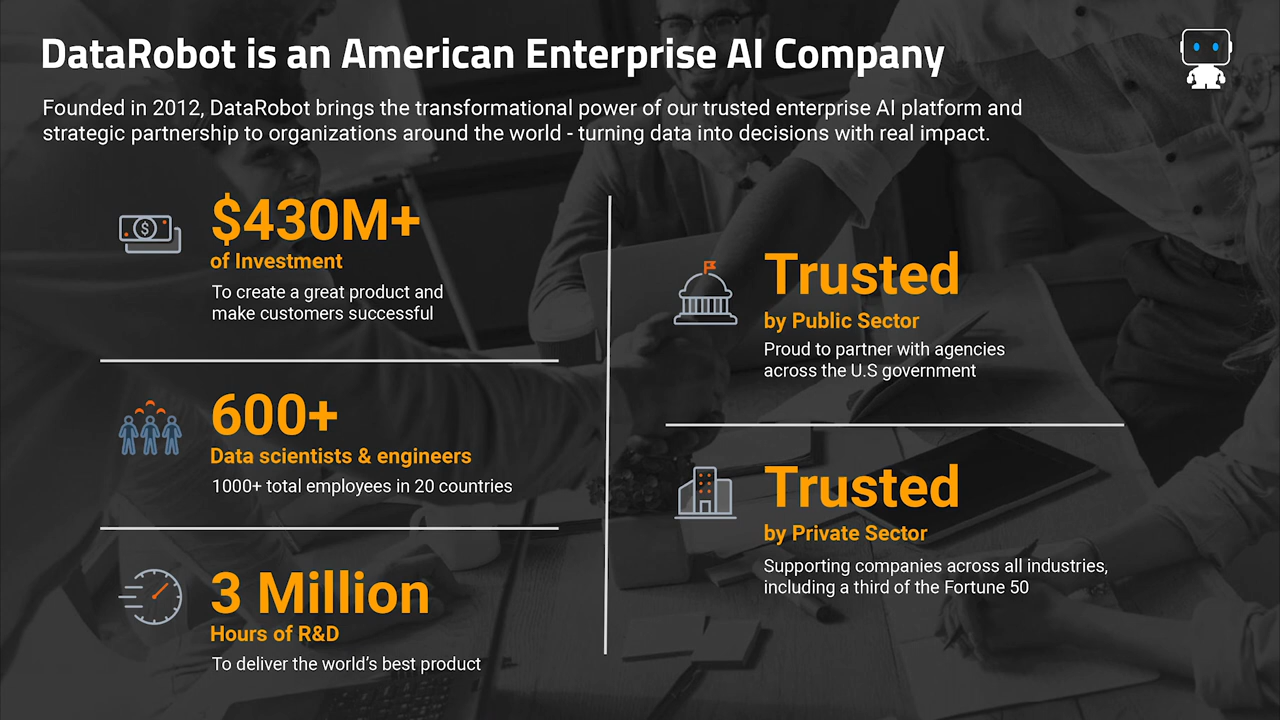 DataRobot is an American Enterprise AI Company
Founded in 2012, DataRobot brings the transformational power of our trusted enterprise AI platform and
strategic partnership to organizations around the world - turning data into decisions with real impact.
$
$430M+
of Investment
To create a great product and
make customers successful
600+
Data scientists & engineers
1000+ total employees in 20 countries
3 Million
Hours of R&D
To deliver the world’s best product
Trusted
by Public Sector
Proud to partner with agencies
across the U.S government
Trusted
by Private Sector
Supporting companies across all industries,
including a third of the Fortune 50